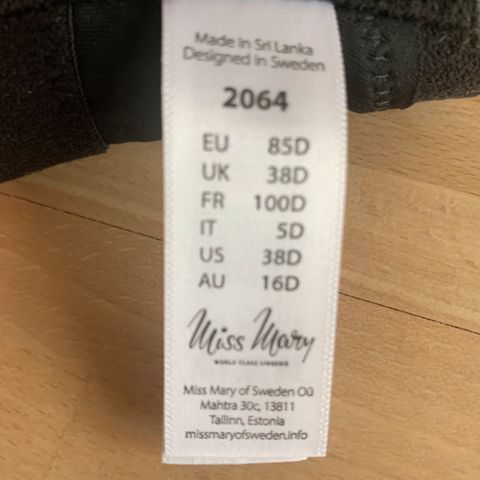 Made in Sri Lanka
Designed in Sweden
2064
EU 85D
UK 38D
FR 100D
IT 5D
US 38D
AU 16D
Miss Mary
WORLD CLASS LINGERIE
Miss Mary of Sweden OÜ
Mahtra 30c, 13811
Tallinn, Estonia
missmaryofsweden.info